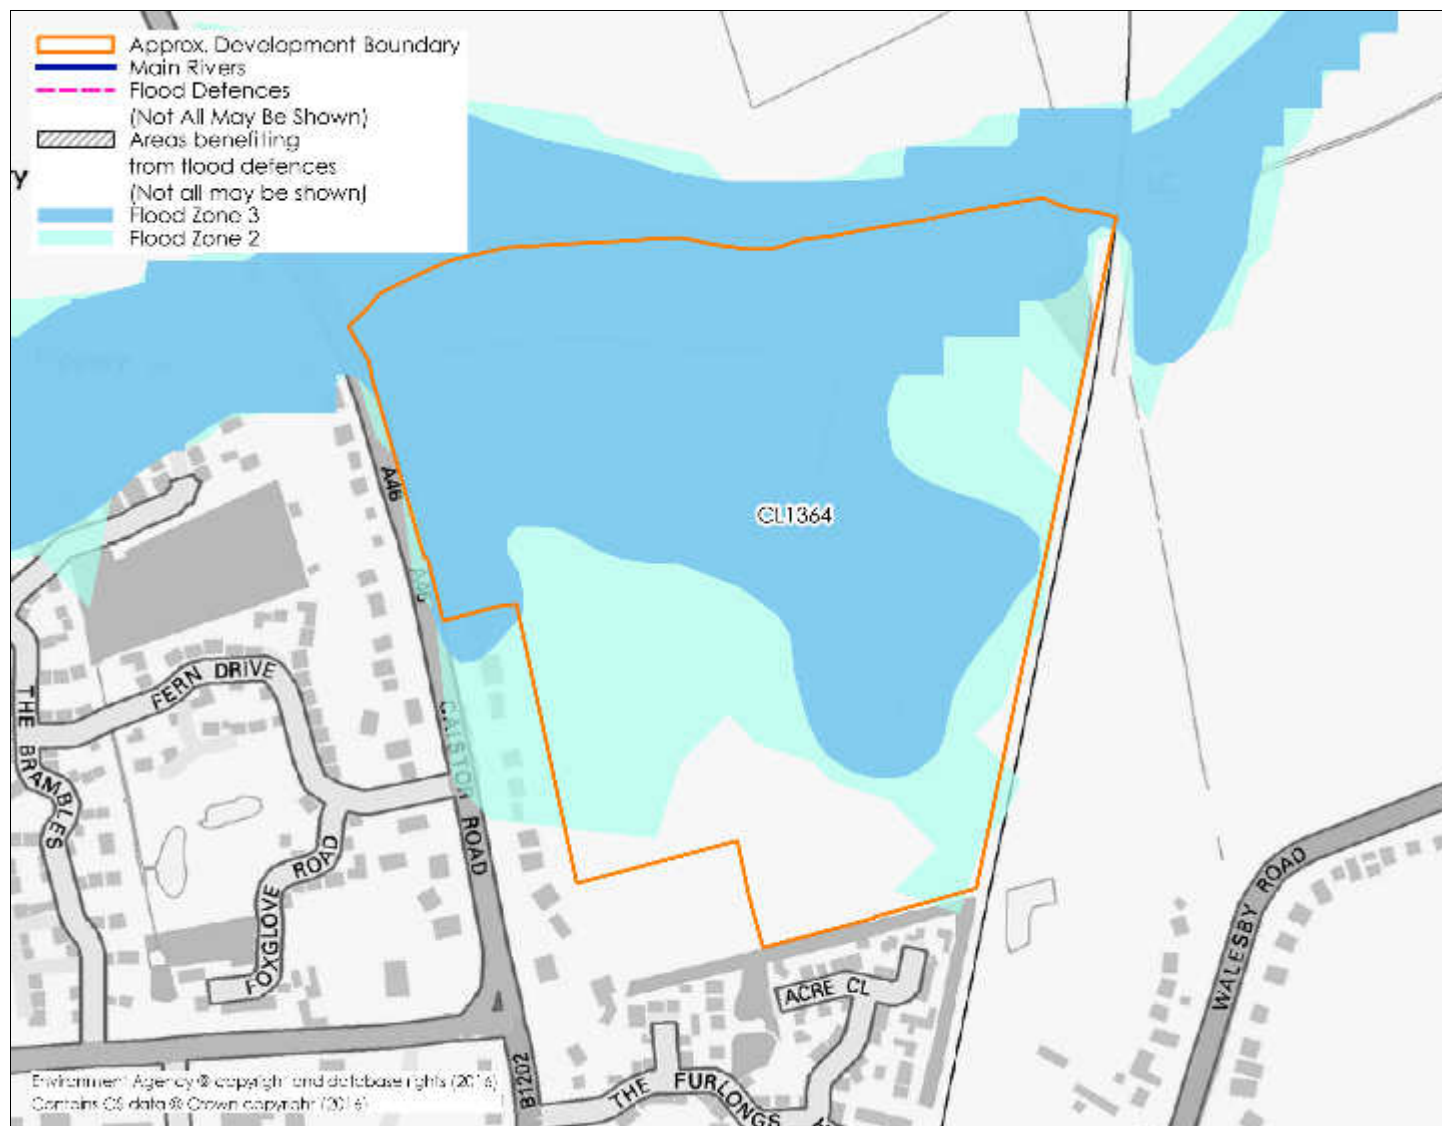 Approx. Development Boundary
Main Rivers
Flood Defences
(Not All May Be Shown)
Areas benefiting
from flood defences
(Not all may be shown)
Flood Zone 3
Flood Zone 2
y
A46
A46
CL1364
FERN DRIVE
THE BRAMBLES
CAISTOR ROAD
FOXGLOVE ROAD
WALESBY ROAD
ACRE CL
B1202
THE FURLONGS
Environment Agency © copyright and database rights (2016)
Contains OS data © Crown copyright (2016)